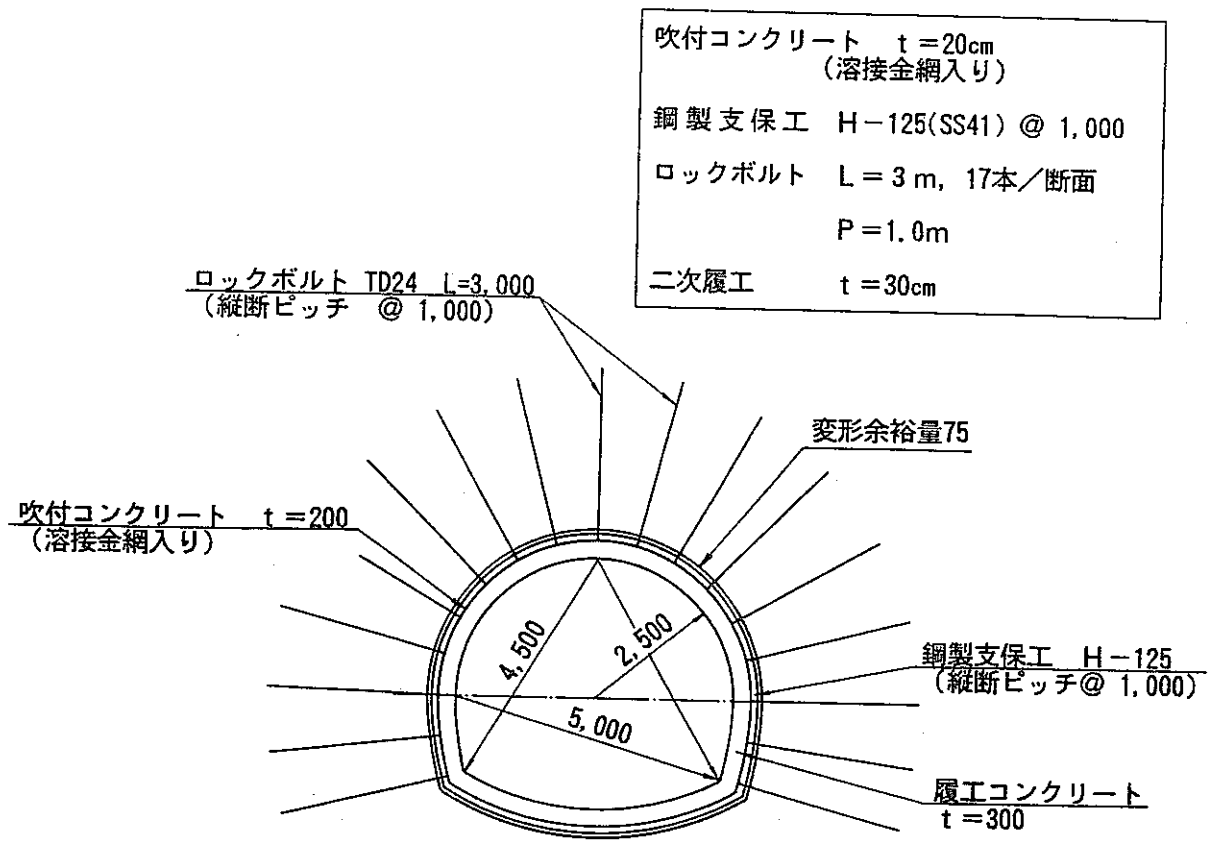 吹付コンクリート t=20cm
(溶接金網入り)
鋼製支保工 H-125(SS41) @ 1,000
ロックボルト L=3m, 17本/断面
P=1.0m
二次履工 t=30cm
ロックボルト TD24 L=3,000
(縦断ピッチ @ 1,000)
変形余裕量75
吹付コンクリート t=200
(溶接金網入り)
4,500
2,500
5,000
鋼製支保工 H-125
(縦断ピッチ@ 1,000)
履工コンクリート
t=300